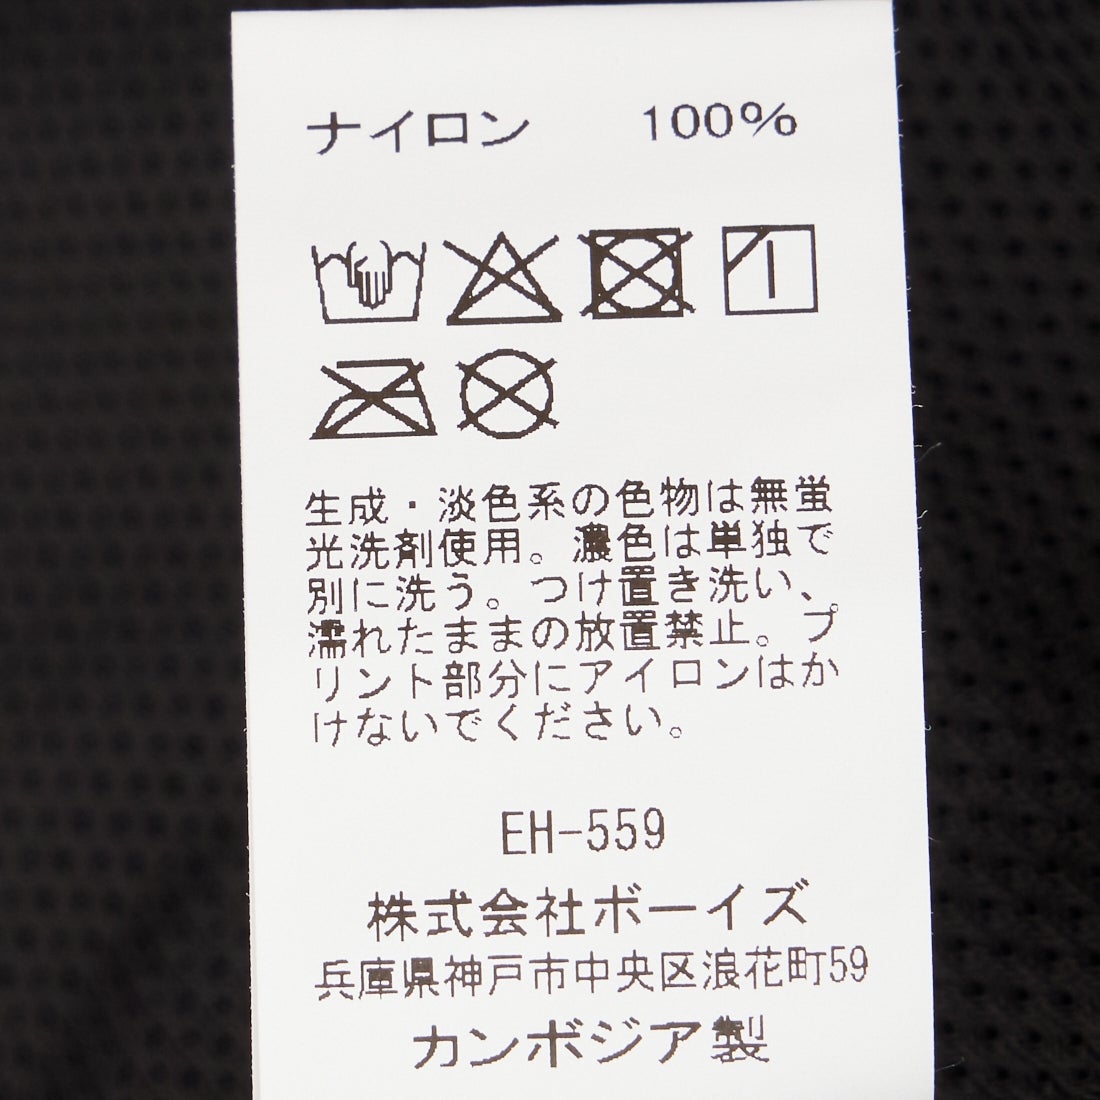 ナイロン 100%
生成・淡色系の色物は無蛍
光洗剤使用。濃色は単独で
別に洗う。つけ置き洗い、
濡れたままの放置禁止。プ
リント部分にアイロンはか
けないでください。
EH-559
株式会社ボーイズ
兵庫県神戸市中央区浪花町59
カンボジア製